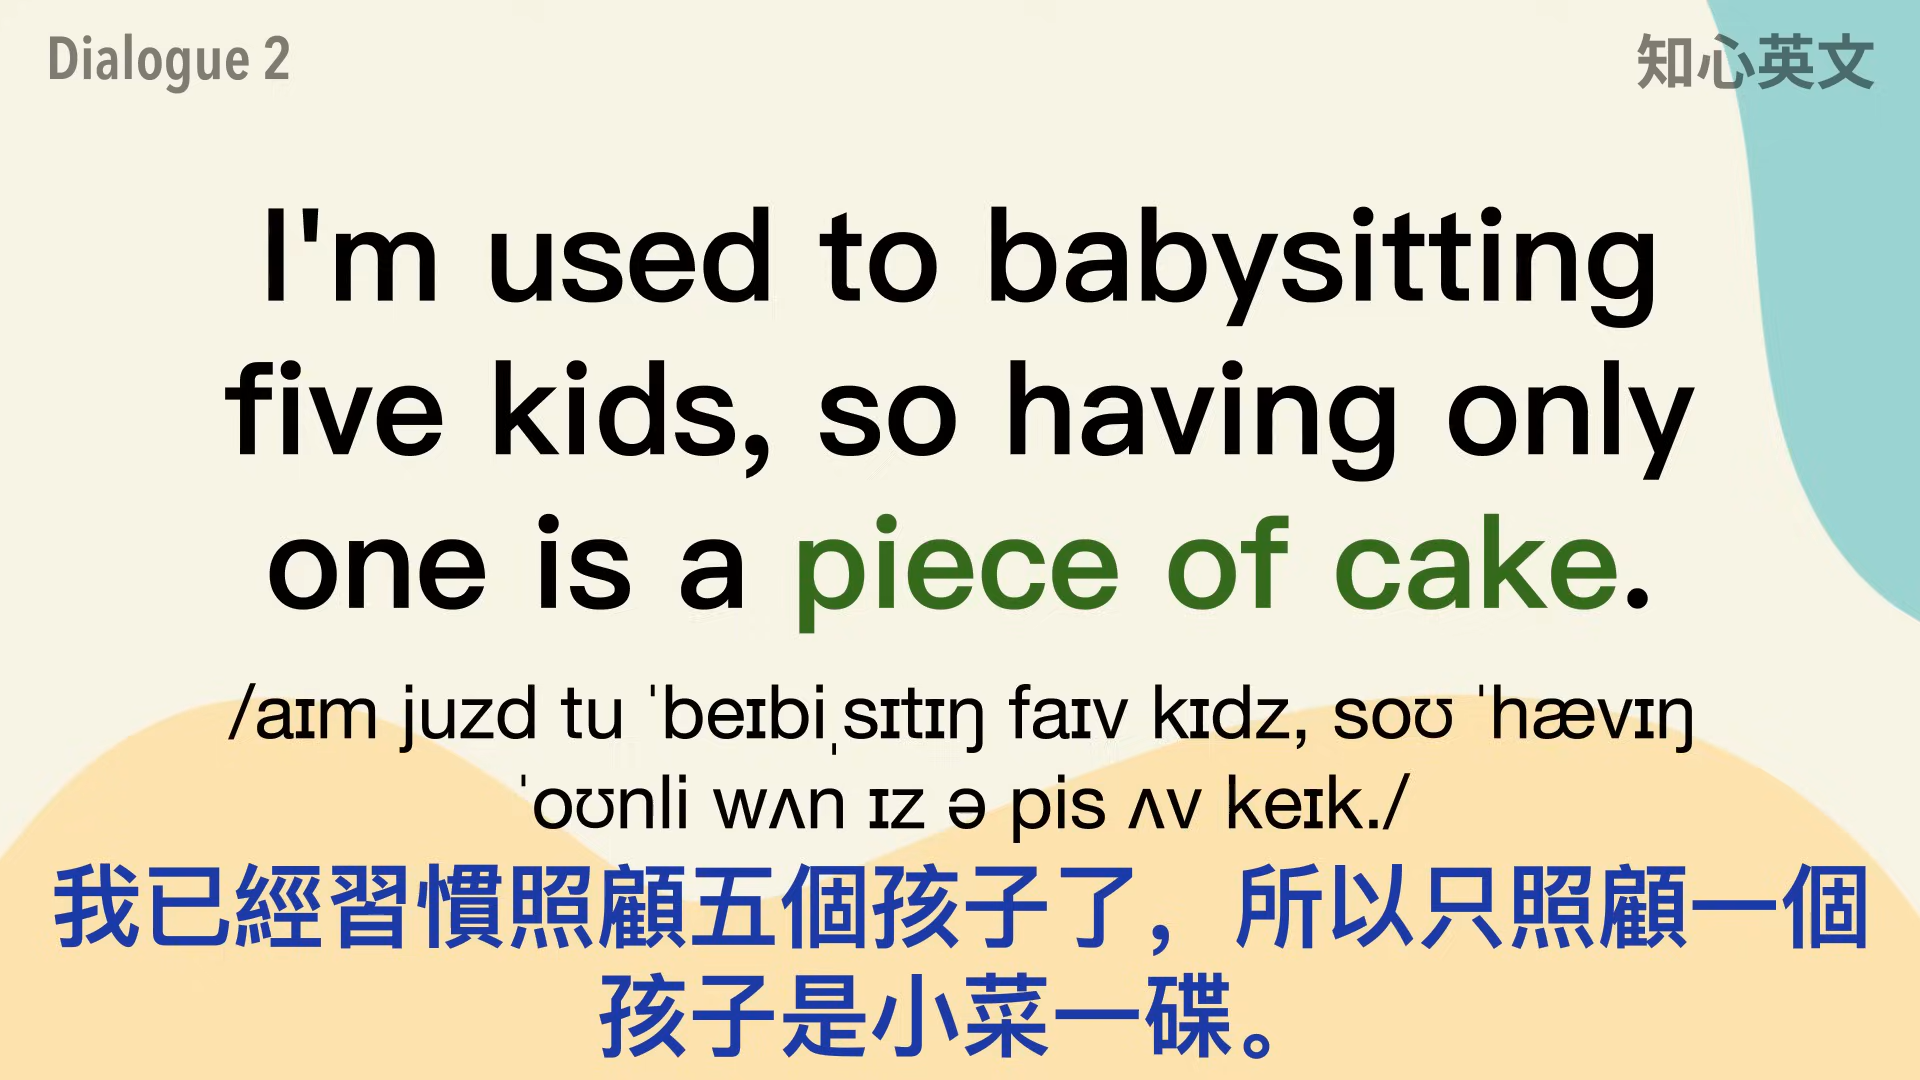 Dialogue 2
知心英文
I'm used to babysitting
five kids, so having only
one is a piece of cake.
/aɪm juzd tu ˈbeɪbiˌsɪtɪŋ faɪv kɪdz, soʊ ˈhævɪŋ
ˈoʊnli wʌn ɪz ə pis ʌv keɪk./
我已經習慣照顧五個孩子了，所以只照顧一個
孩子是小菜一碟。